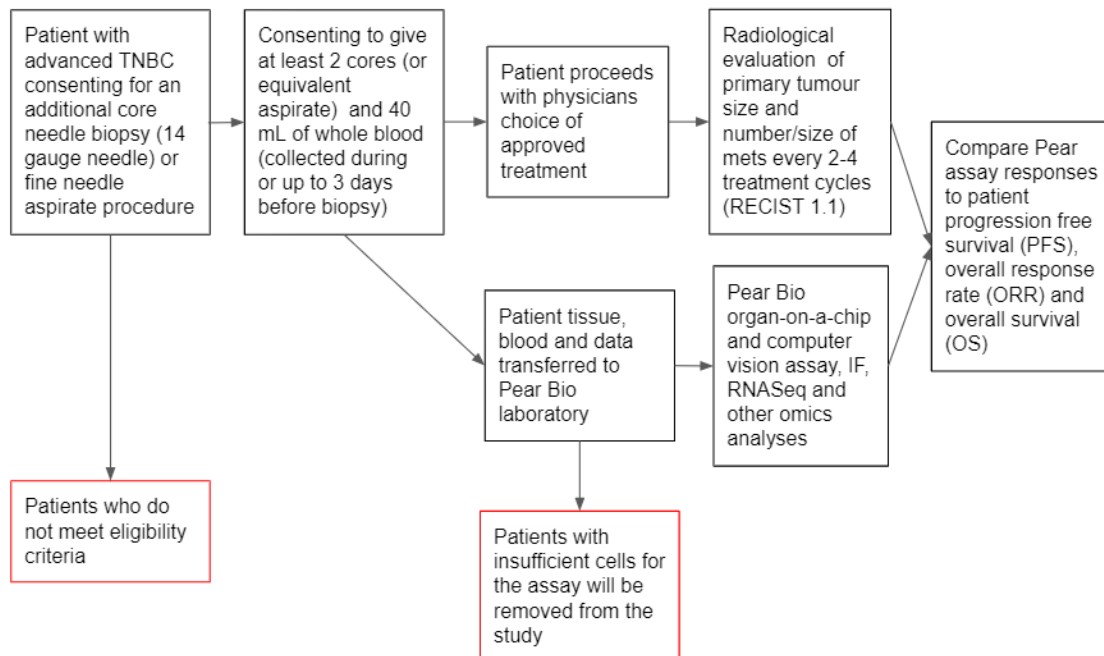 Patient with
advanced TNBC
consenting for an
additional core
needle biopsy (14
gauge needle) or
fine needle
aspirate procedure
Consenting to give
at least 2 cores (or
equivalent
aspirate)  and 40
mL of whole blood
(collected during
or up to 3 days
before biopsy)
Patient proceeds
with physicians
choice of
approved
treatment
Radiological
evaluation  of
primary tumour
size and
number/size of
mets every 2-4
treatment cycles
(RECIST 1.1)
Compare Pear
assay responses
to patient
progression free
survival (PFS),
overall response
rate (ORR) and
overall survival
(OS)
Patient tissue,
blood and data
transferred to
Pear Bio
laboratory
Pear Bio
organ-on-a-chip
and computer
vision assay, IF,
RNASeq and
other omics
analyses
Patients who do
not meet eligibility
criteria
Patients with
insufficient cells for
the assay will be
removed from the
study